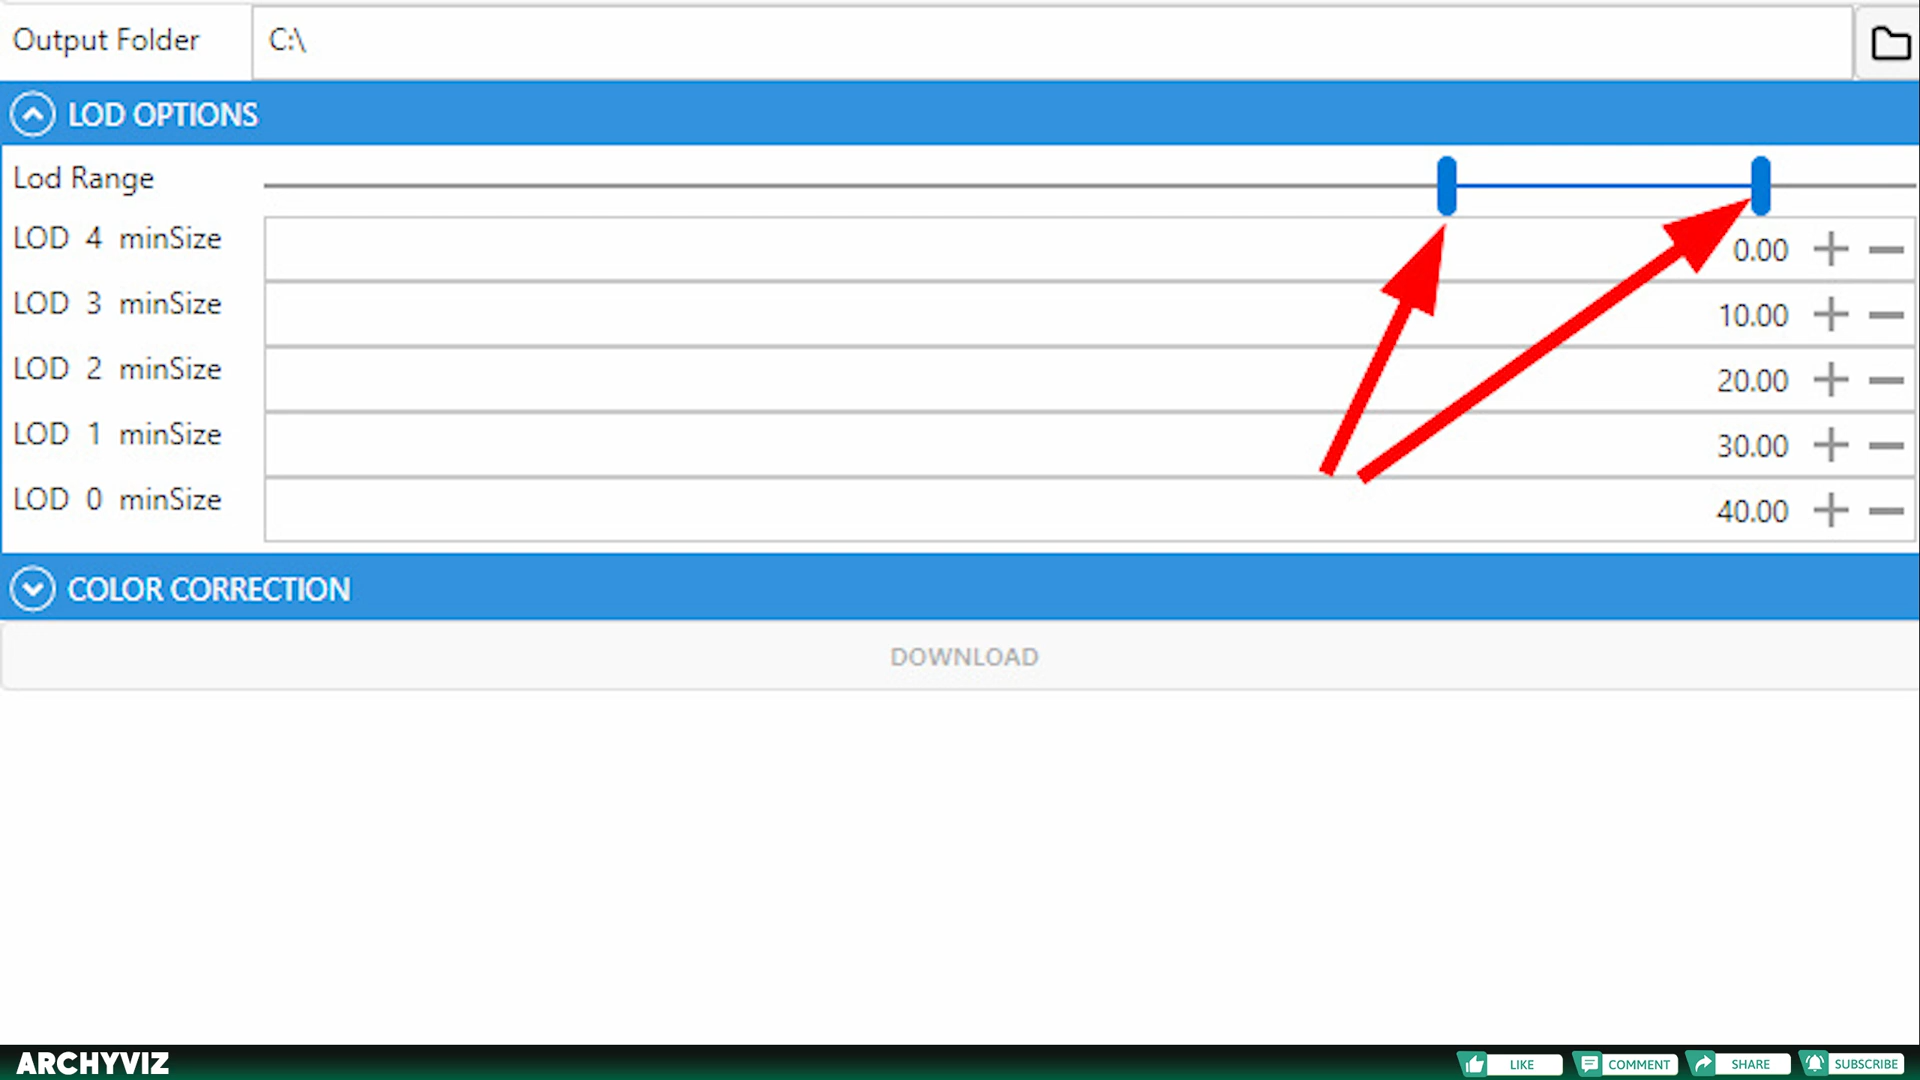 Output Folder C:\
LOD OPTIONS
Lod Range
LOD 4 minSize 0.00
LOD 3 minSize 10.00
LOD 2 minSize 20.00
LOD 1 minSize 30.00
LOD 0 minSize 40.00
COLOR CORRECTION
DOWNLOAD
ARCHYVIZ LIKE COMMENT SHARE SUBSCRIBE